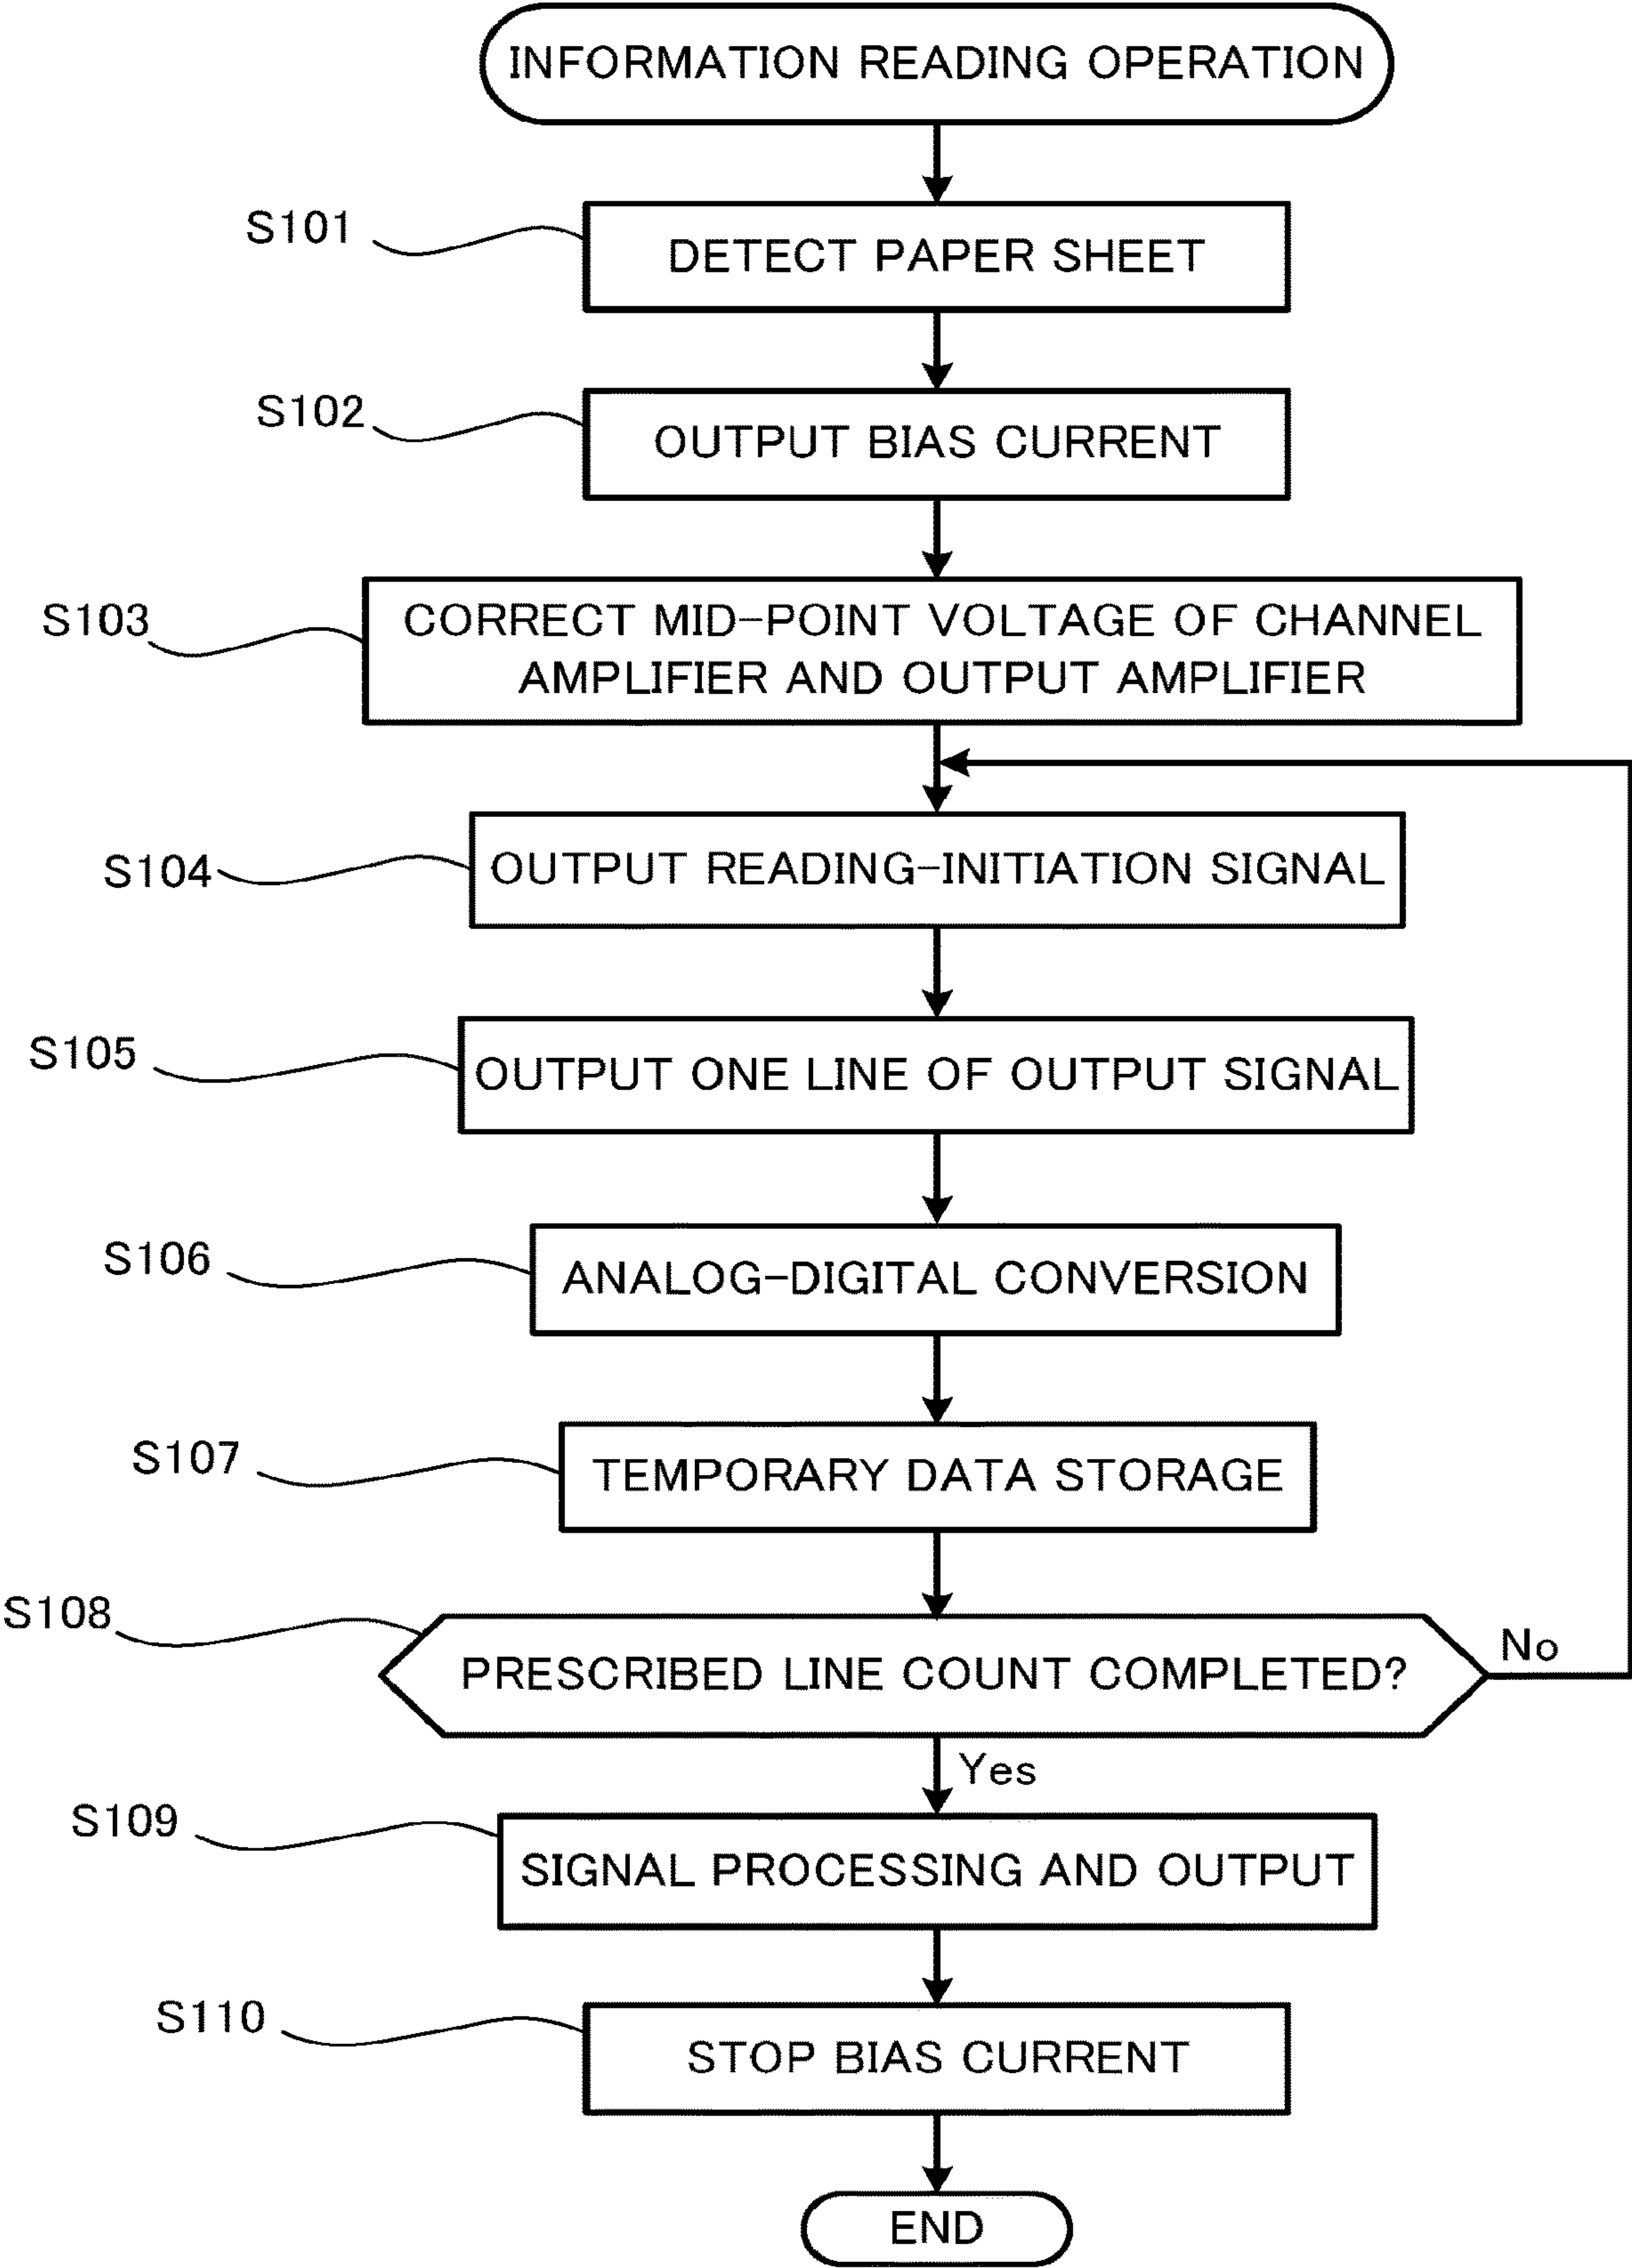 INFORMATION READING OPERATION
S101
DETECT PAPER SHEET
S102
OUTPUT BIAS CURRENT
S103
CORRECT MID-POINT VOLTAGE OF CHANNEL
AMPLIFIER AND OUTPUT AMPLIFIER
S104
OUTPUT READING-INITIATION SIGNAL
S105
OUTPUT ONE LINE OF OUTPUT SIGNAL
S106
ANALOG-DIGITAL CONVERSION
S107
TEMPORARY DATA STORAGE
S108
PRESCRIBED LINE COUNT COMPLETED?
No
Yes
S109
SIGNAL PROCESSING AND OUTPUT
S110
STOP BIAS CURRENT
END